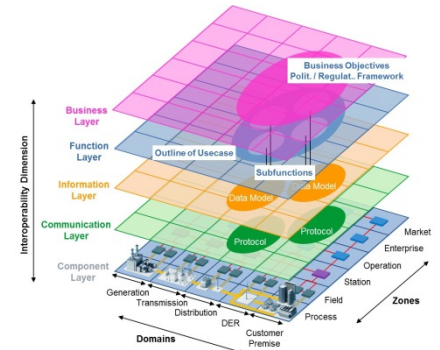 Business Objectives
Polit. / Regulat.. Framework
Business
Layer
Function
Layer
Outline of Usecase
Subfunctions
Information
Layer
Data Model
Data Model
Communication
Layer
Protocol
Protocol
Component
Layer
Interoperability Dimension
Generation
Transmission
Distribution
DER
Customer
Premise
Domains
Market
Enterprise
Operation
Station
Field
Process
Zones